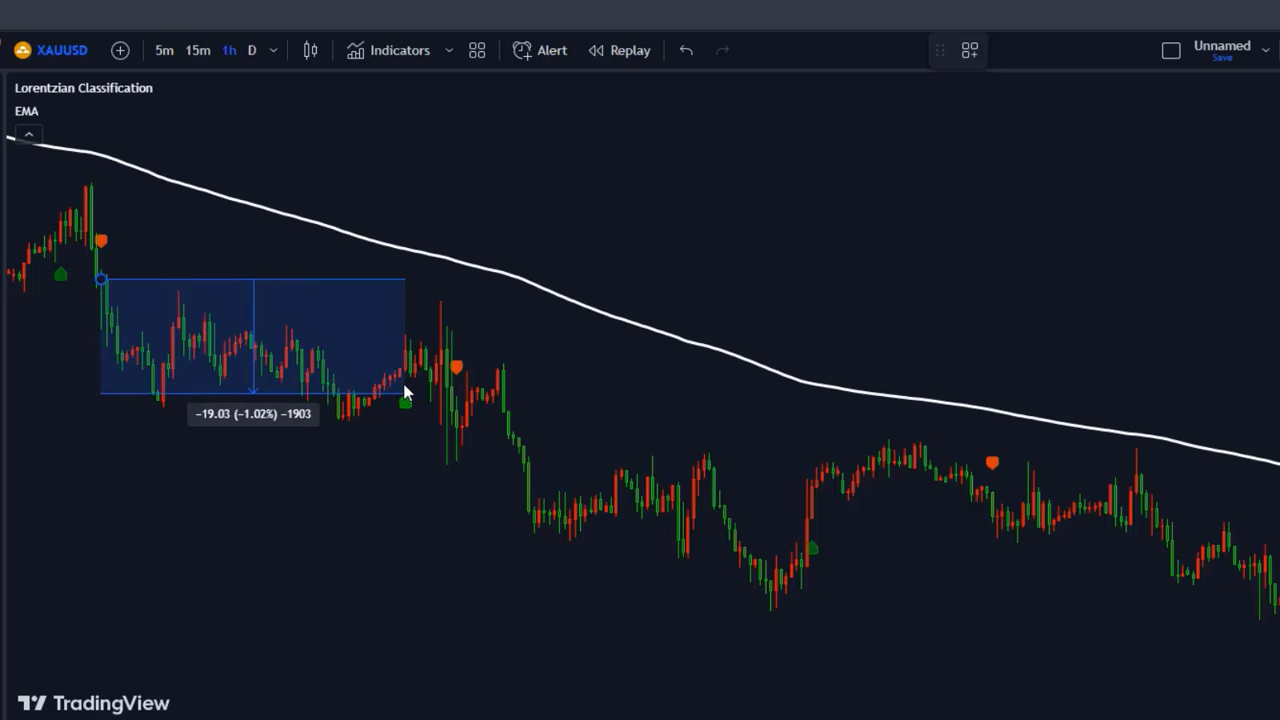 XAUUSD 5m 15m 1h D Indicators Alert Replay Unnamed
Save
Lorentzian Classification
EMA
−19.03 (−1.02%) −1903
TradingView